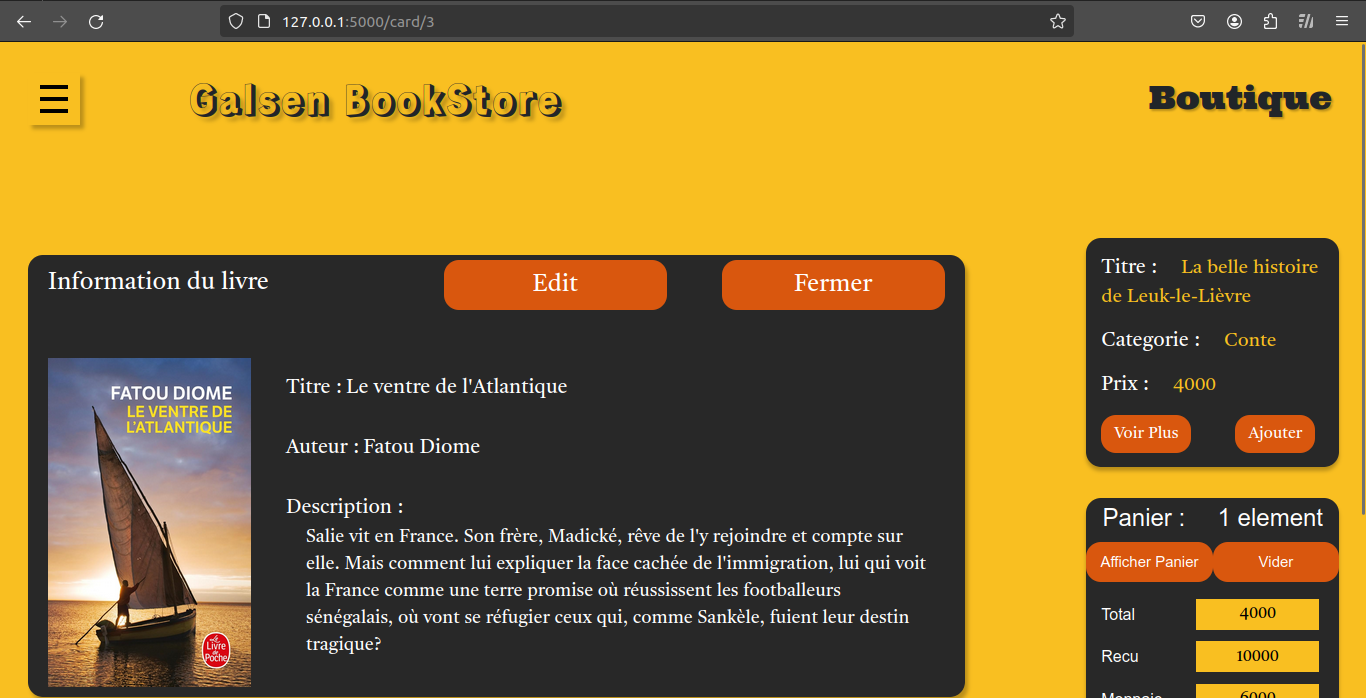 127.0.0.1:5000/card/3
Galsen BookStore
Boutique
Information du livre
Edit
Fermer
FATOU DIOME
LE VENTRE DE
L'ATLANTIQUE
Le
Livre
de
Poche
Titre : Le ventre de l'Atlantique
Auteur : Fatou Diome
Description :
Salie vit en France. Son frère, Madické, rêve de l'y rejoindre et compte sur
elle. Mais comment lui expliquer la face cachée de l'immigration, lui qui voit
la France comme une terre promise où réussissent les footballeurs
sénégalais, où vont se réfugier ceux qui, comme Sankèle, fuient leur destin
tragique?
Titre : La belle histoire
de Leuk-le-Lièvre
Categorie : Conte
Prix : 4000
Voir Plus
Ajouter
Panier : 1 element
Afficher Panier
Vider
Total 4000
Recu 10000
Monnaie 6000